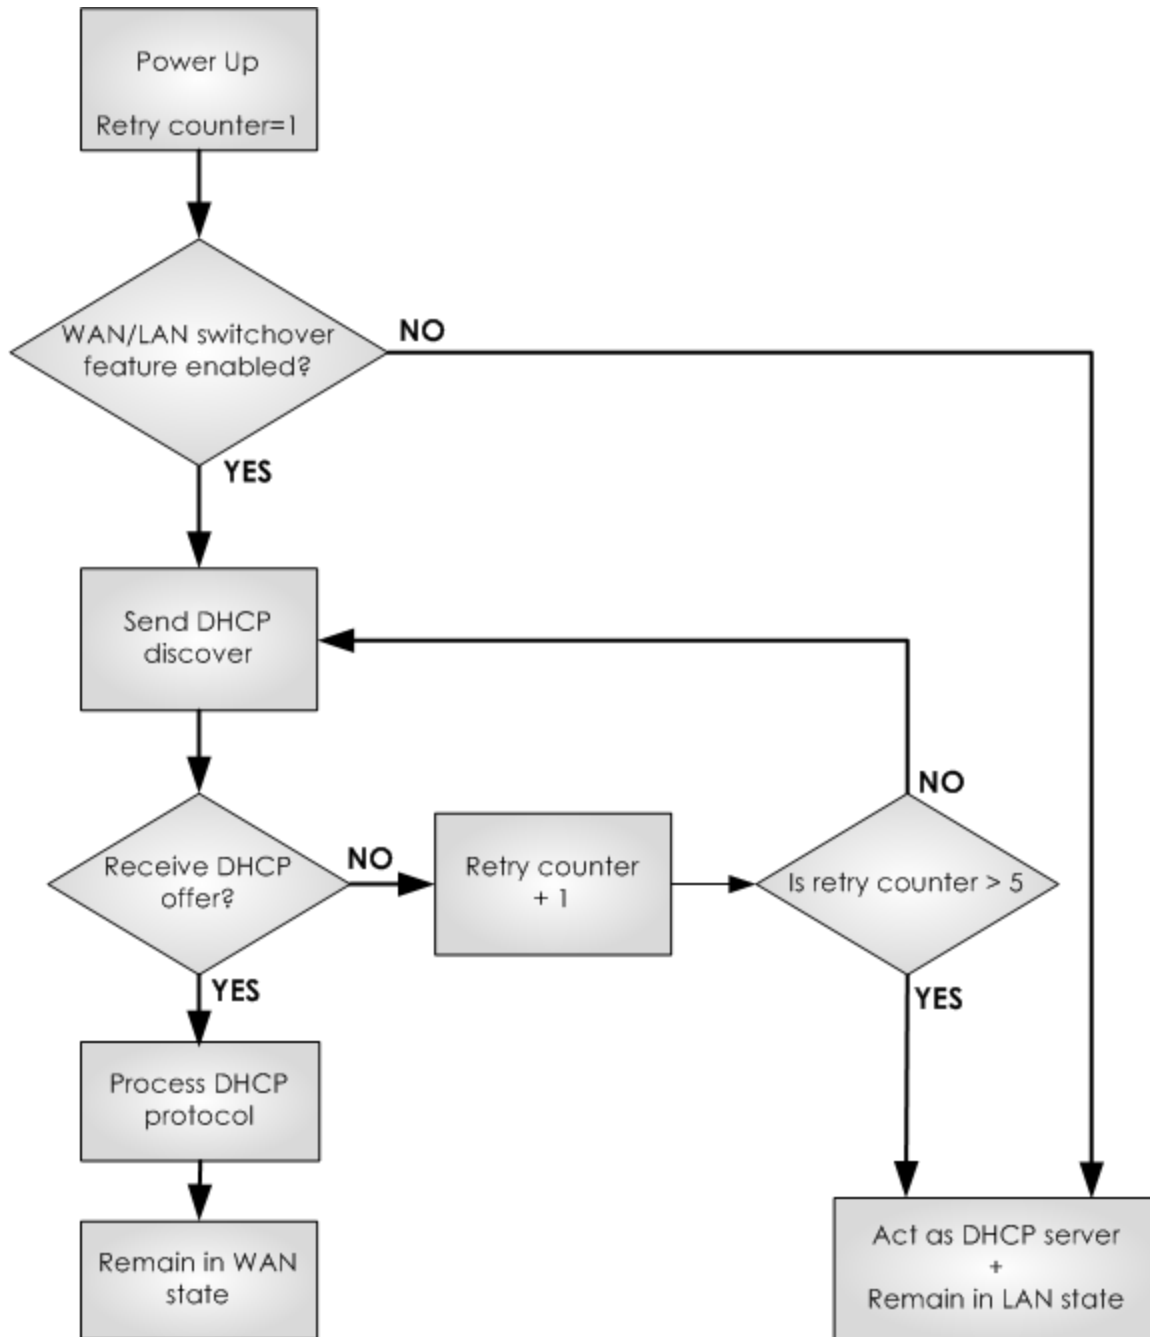 Power Up
Retry counter=1
WAN/LAN switchover
feature enabled?
NO
YES
Send DHCP
discover
Receive DHCP
offer?
NO
Retry counter
+ 1
Is retry counter > 5
NO
YES
YES
Process DHCP
protocol
Remain in WAN
state
Act as DHCP server
+
Remain in LAN state